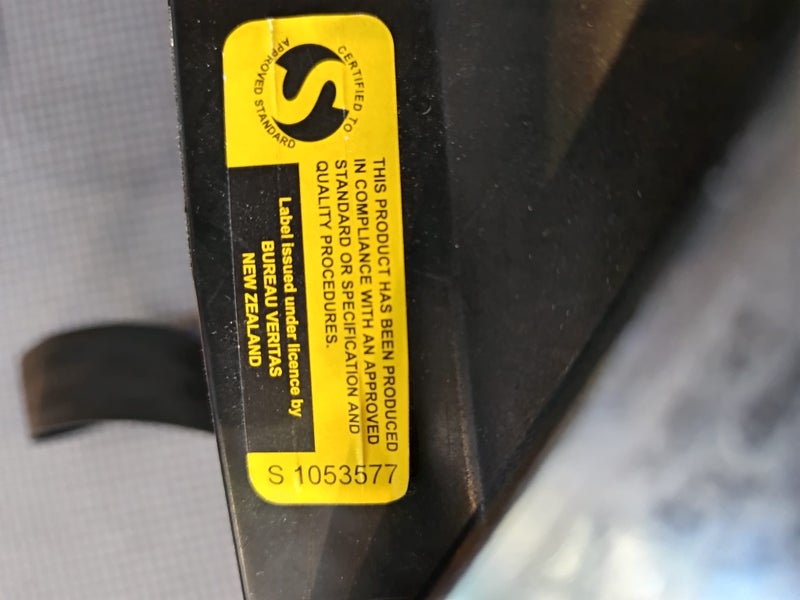 CERTIFIED TO
APPROVED STANDARD
THIS PRODUCT HAS BEEN PRODUCED
IN COMPLIANCE WITH AN APPROVED
STANDARD OR SPECIFICATION AND
QUALITY PROCEDURES.
Label issued under licence by
BUREAU VERITAS
NEW ZEALAND
S 1053577